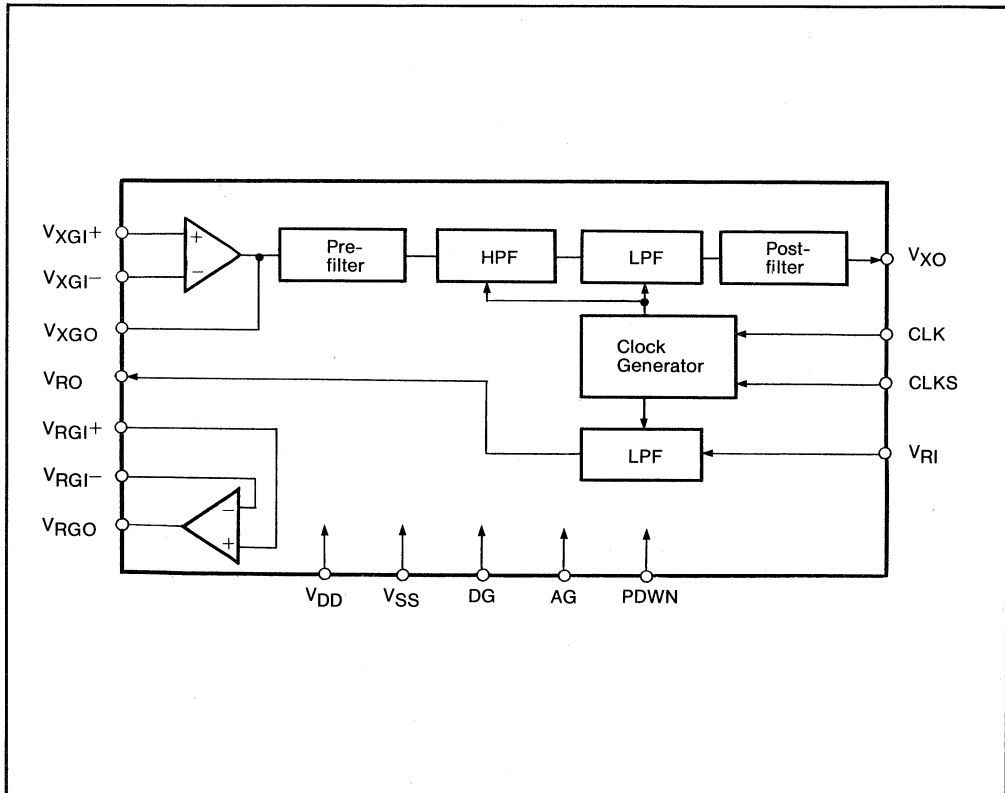 VXGI+
VXGI−
VXGO
VRO
VRGI+
VRGI−
VRGO
+
−
Pre-
filter
HPF
LPF
Post-
filter
Clock
Generator
LPF
−
+
VXO
CLK
CLKS
VRI
VDD
VSS
DG
AG
PDWN